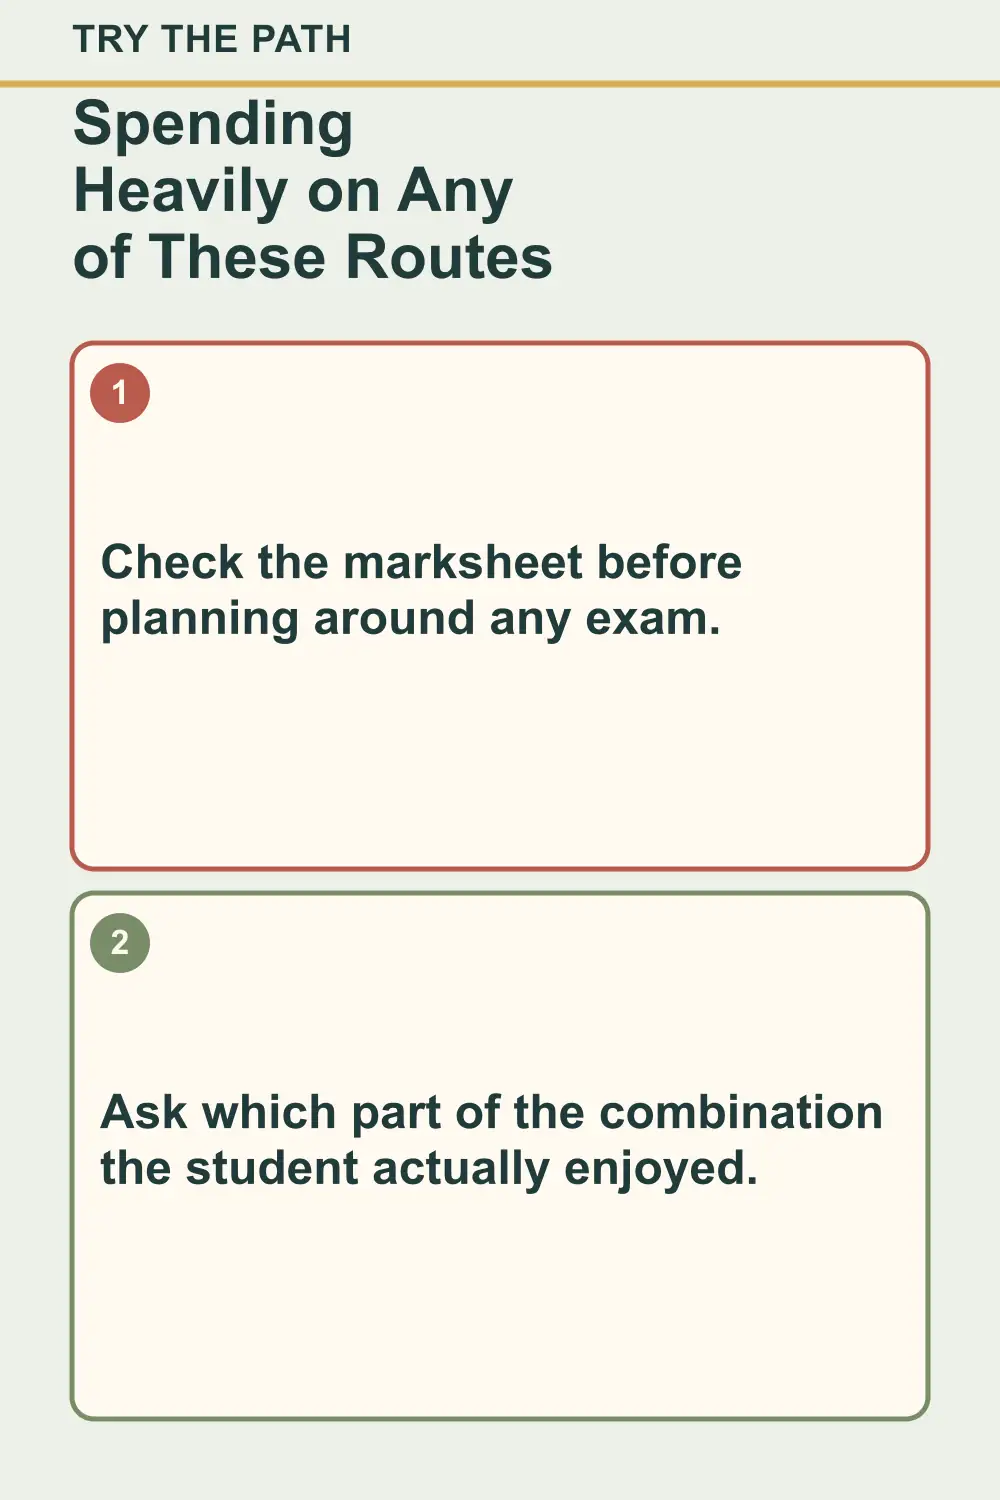 TRY THE PATH
Spending
Heavily on Any
of These Routes
1
Check the marksheet before
planning around any exam.
2
Ask which part of the combination
the student actually enjoyed.